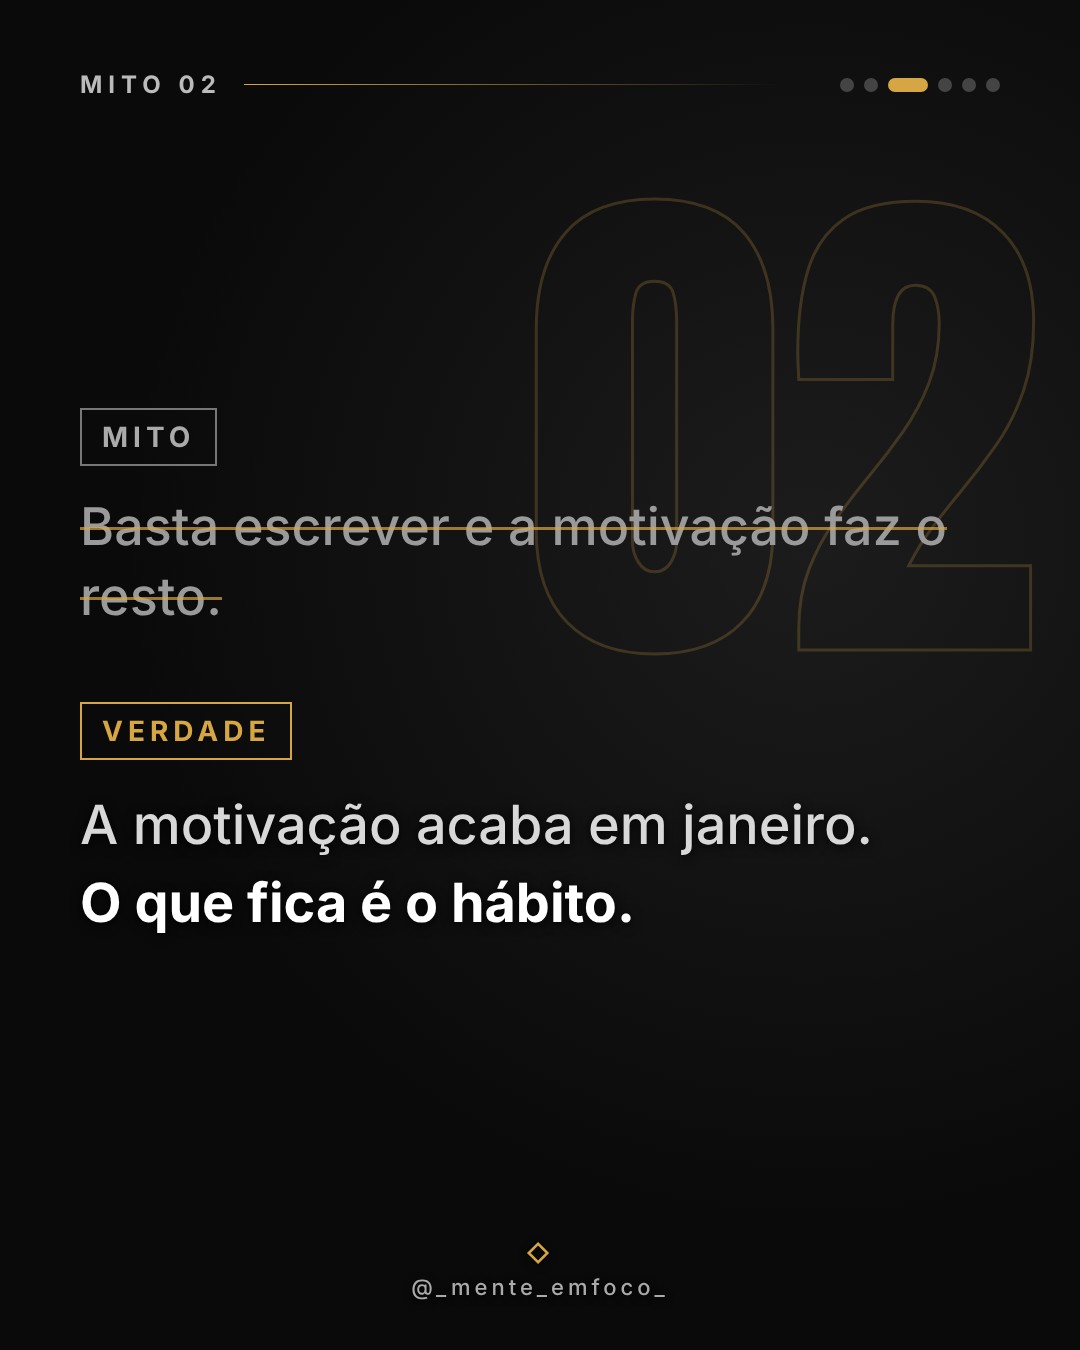 MITO 02
02
MITO
Basta escrever e a motivação faz o
resto.
VERDADE
A motivação acaba em janeiro.
O que fica é o hábito.
@_mente_emfoco_